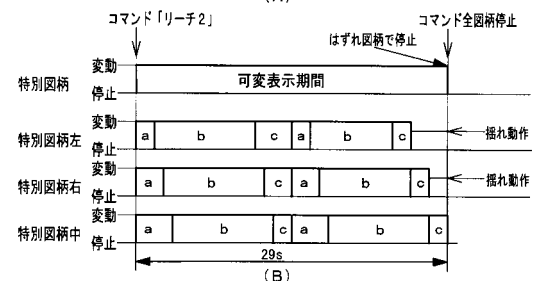 コマンド「リーチ2」
コマンド全図柄停止
はずれ図柄で停止
特別図柄
変動
停止
可変表示期間
特別図柄左
変動
停止
a b c a b c
揺れ動作
特別図柄右
変動
停止
a b c a b c
揺れ動作
特別図柄中
変動
停止
a b c a b c
29s
(B)